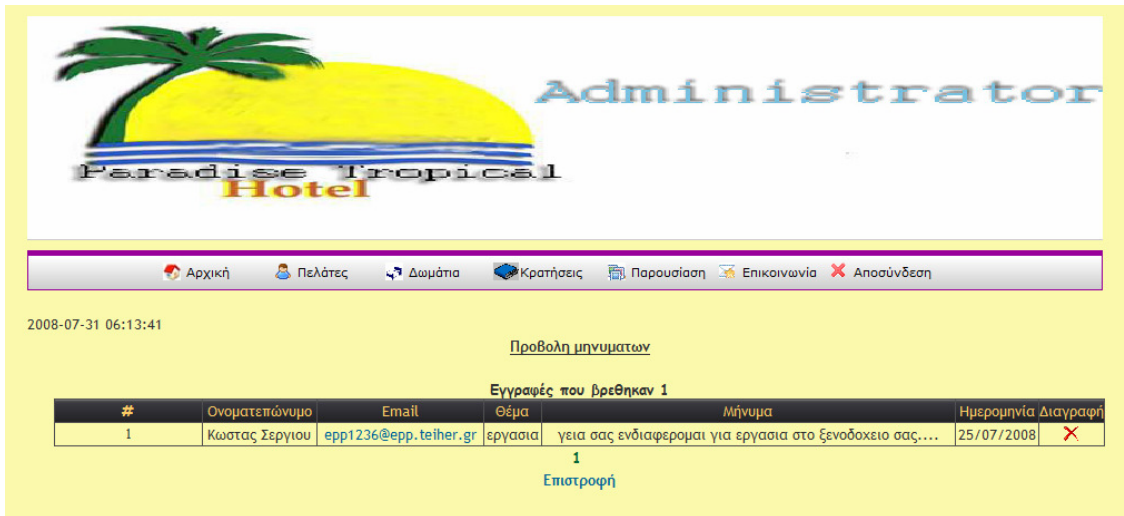 Administrator
Paradise Tropical
Hotel
Αρχική Πελάτες Δωμάτια Κρατήσεις Παρουσίαση Επικοινωνία Αποσύνδεση
2008-07-31 06:13:41
Προβολη μηνυματων
Εγγραφές που βρεθηκαν 1
# Ονοματεπώνυμο Email Θέμα Μήνυμα Ημερομηνία Διαγραφή
1 Κωστας Σεργιου epp1236@epp.teiher.gr εργασια γεια σας ενδιαφερομαι για εργασια στο ξενοδοχειο σας.... 25/07/2008
1
Επιστροφή